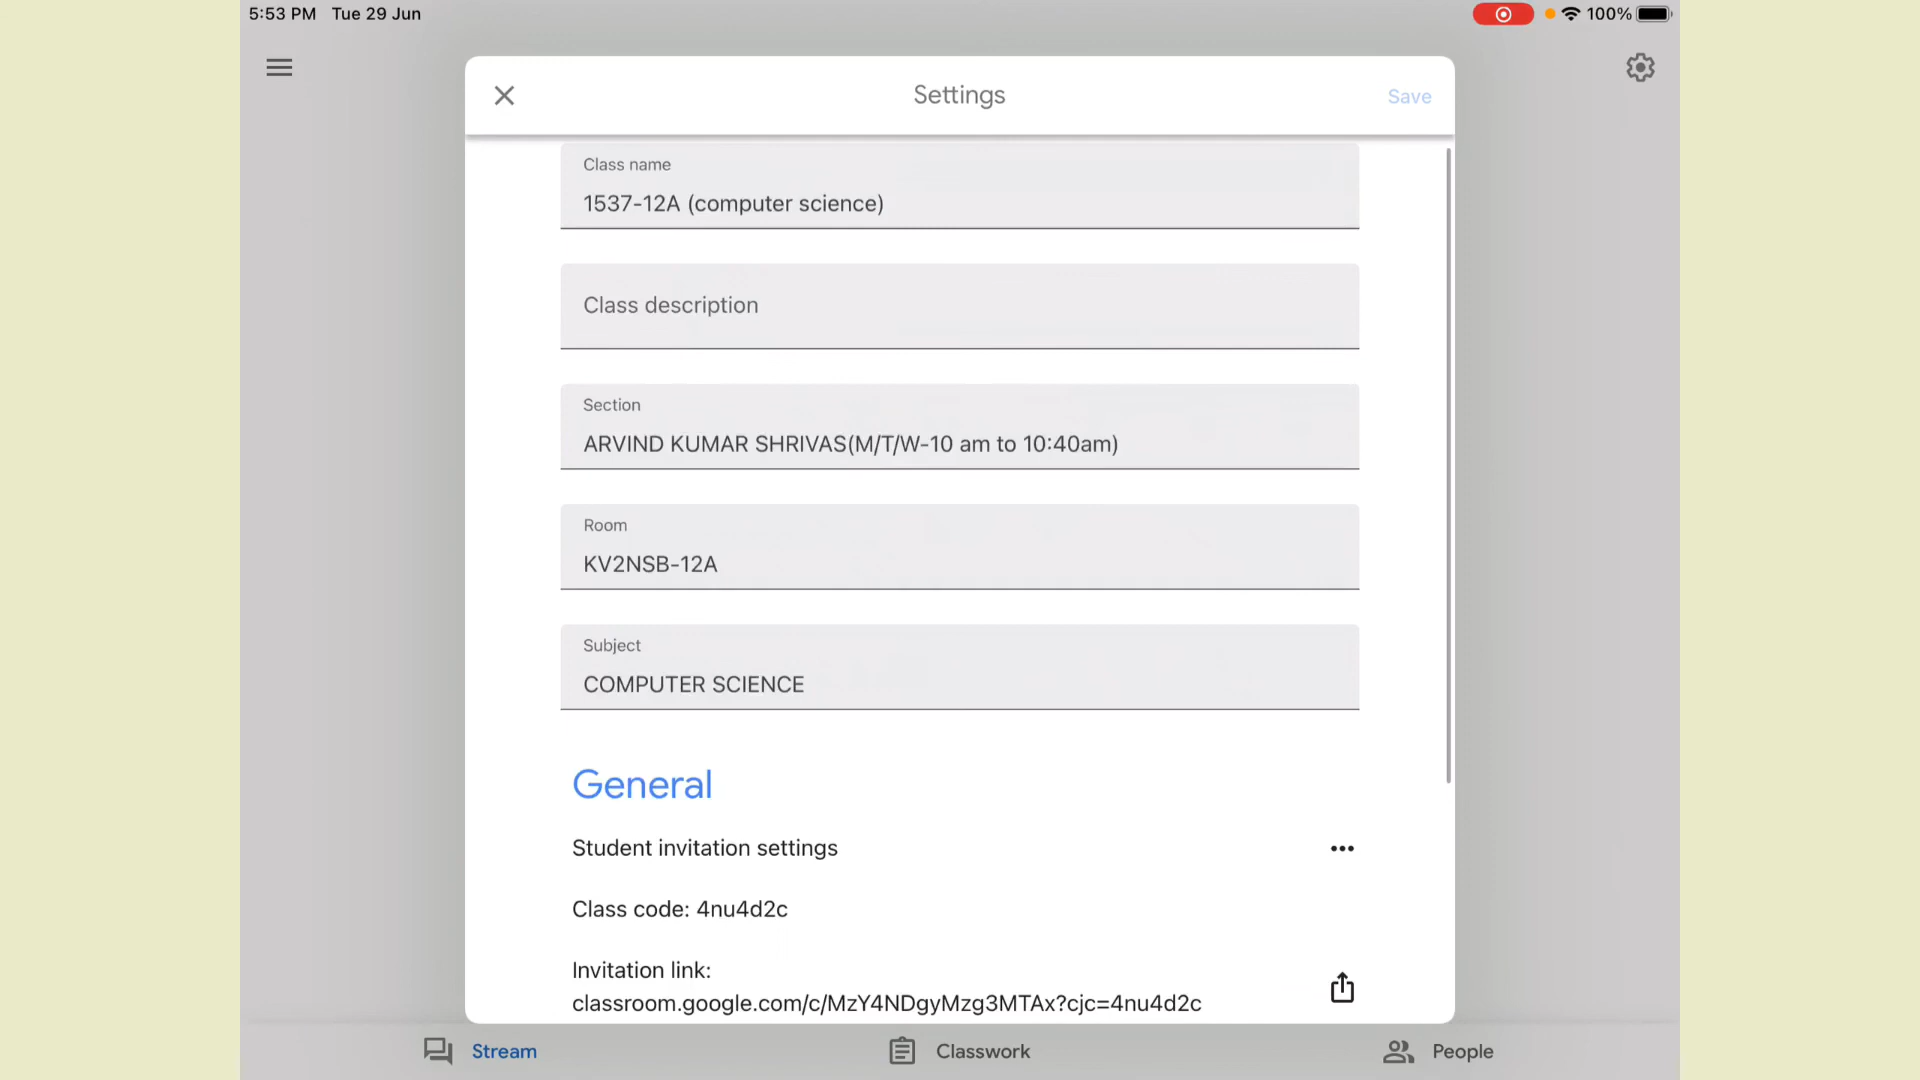 5:53 PM Tue 29 Jun
100%
Settings
Save
Class name
1537-12A (computer science)
Class description
Section
ARVIND KUMAR SHRIVAS(M/T/W-10 am to 10:40am)
Room
KV2NSB-12A
Subject
COMPUTER SCIENCE
General
Student invitation settings
Class code: 4nu4d2c
Invitation link:
classroom.google.com/c/MzY4NDgyMzg3MTAx?cjc=4nu4d2c
Stream
Classwork
People